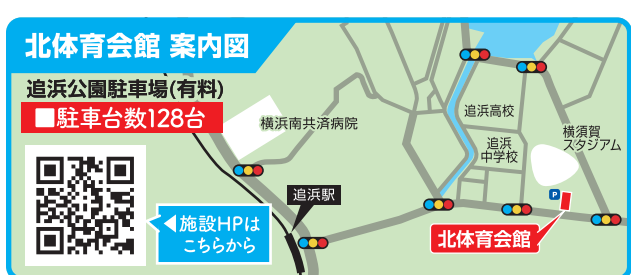 北体育会館 案内図
追浜公園駐車場(有料)
■駐車台数128台
施設HPは
こちらから
横浜南共済病院
追浜駅
追浜高校
追浜
中学校
横須賀
スタジアム
P
北体育会館